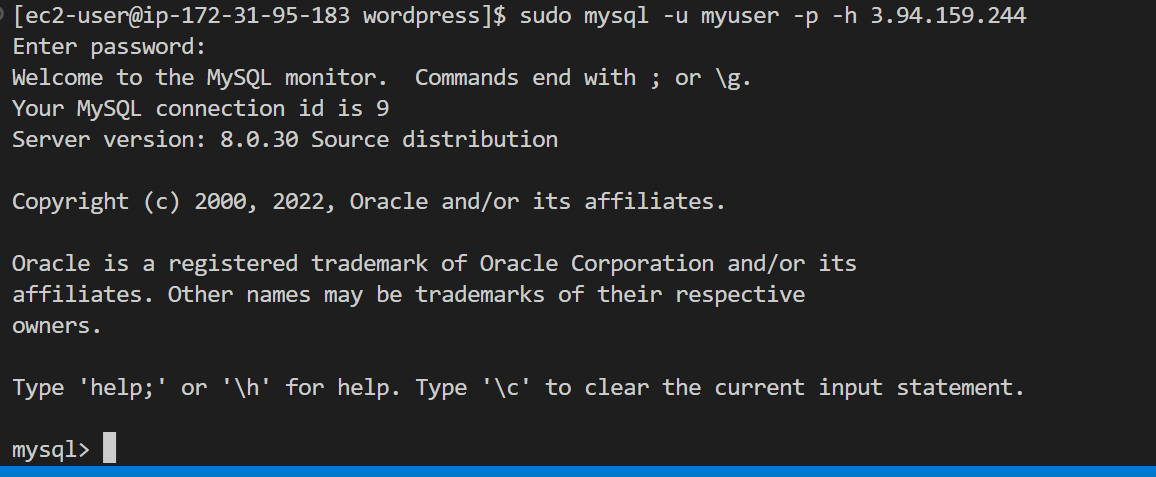 [ec2-user@ip-172-31-95-183 wordpress]$ sudo mysql -u myuser -p -h 3.94.159.244
Enter password:
Welcome to the MySQL monitor.  Commands end with ; or \g.
Your MySQL connection id is 9
Server version: 8.0.30 Source distribution

Copyright (c) 2000, 2022, Oracle and/or its affiliates.

Oracle is a registered trademark of Oracle Corporation and/or its
affiliates. Other names may be trademarks of their respective
owners.

Type 'help;' or '\h' for help. Type '\c' to clear the current input statement.

mysql>